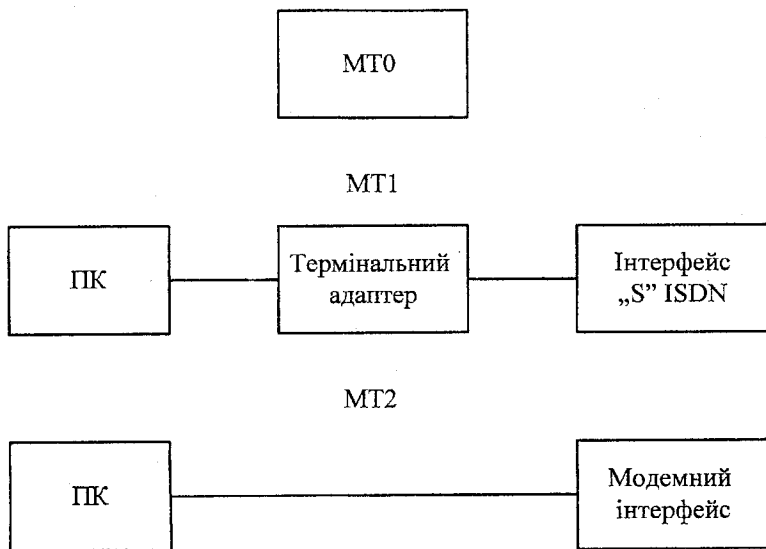 МТ0
МТ1
ПК
Термінальний
адаптер
Інтерфейс
„S” ISDN
МТ2
ПК
Модемний
інтерфейс